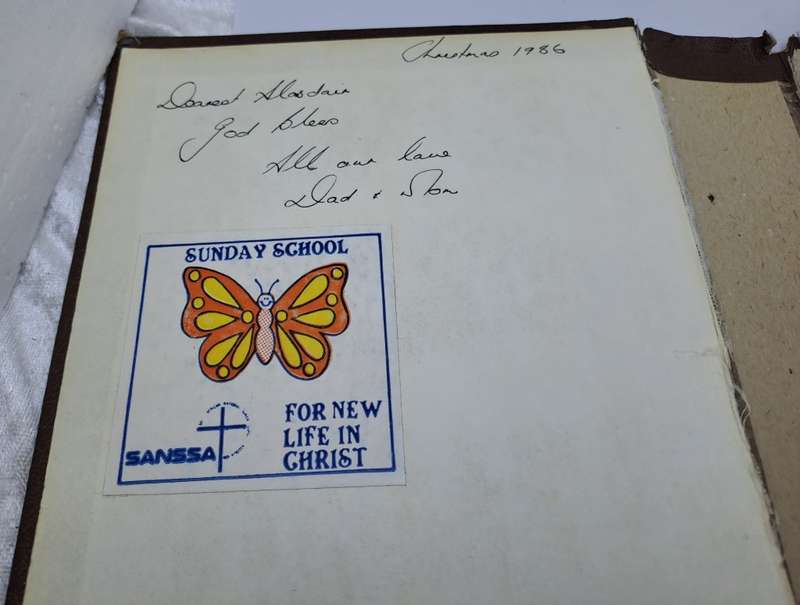 Christmas 1986
Dearest Alasdair
God bless
All our love
Dad & Mom
SUNDAY SCHOOL
SANSSA
FOR NEW
LIFE IN
CHRIST